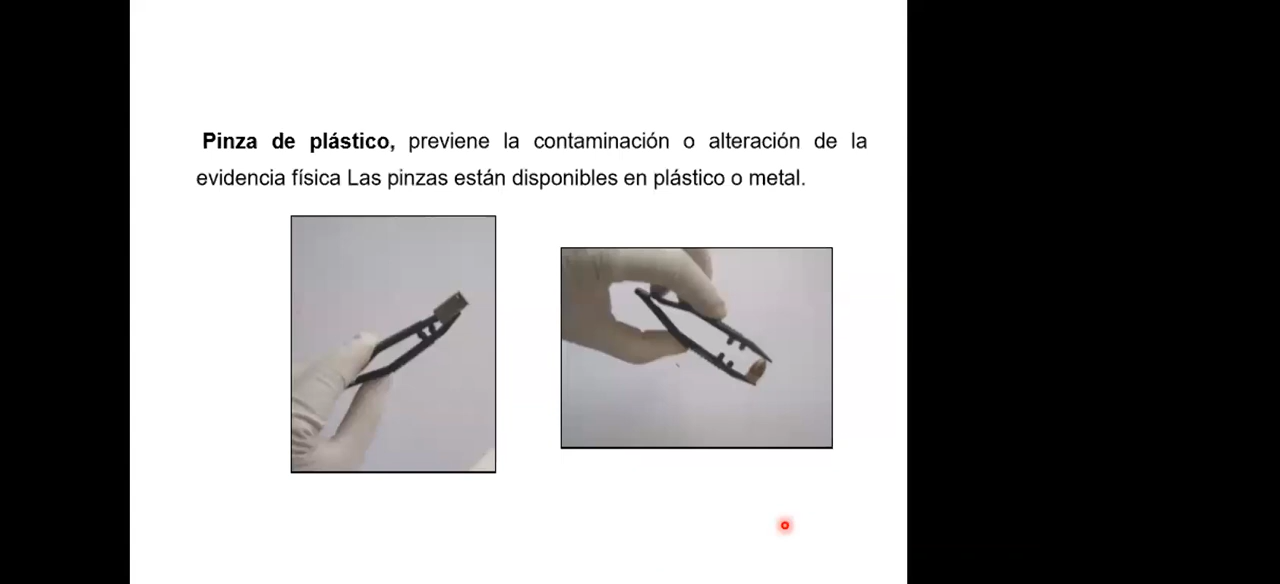 Pinza de plástico, previene la contaminación o alteración de la
evidencia física Las pinzas están disponibles en plástico o metal.